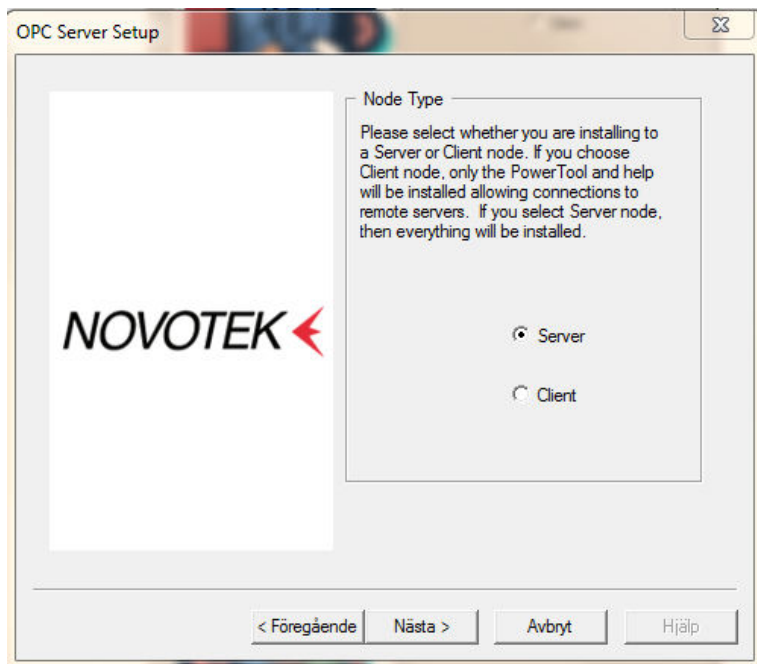 OPC Server Setup
Node Type
Please select whether you are installing to
a Server or Client node. If you choose
Client node, only the PowerTool and help
will be installed allowing connections to
remote servers. If you select Server node,
then everything will be installed.
NOVOTEK
Server
Client
< Föregående
Nästa >
Avbryt
Hjälp